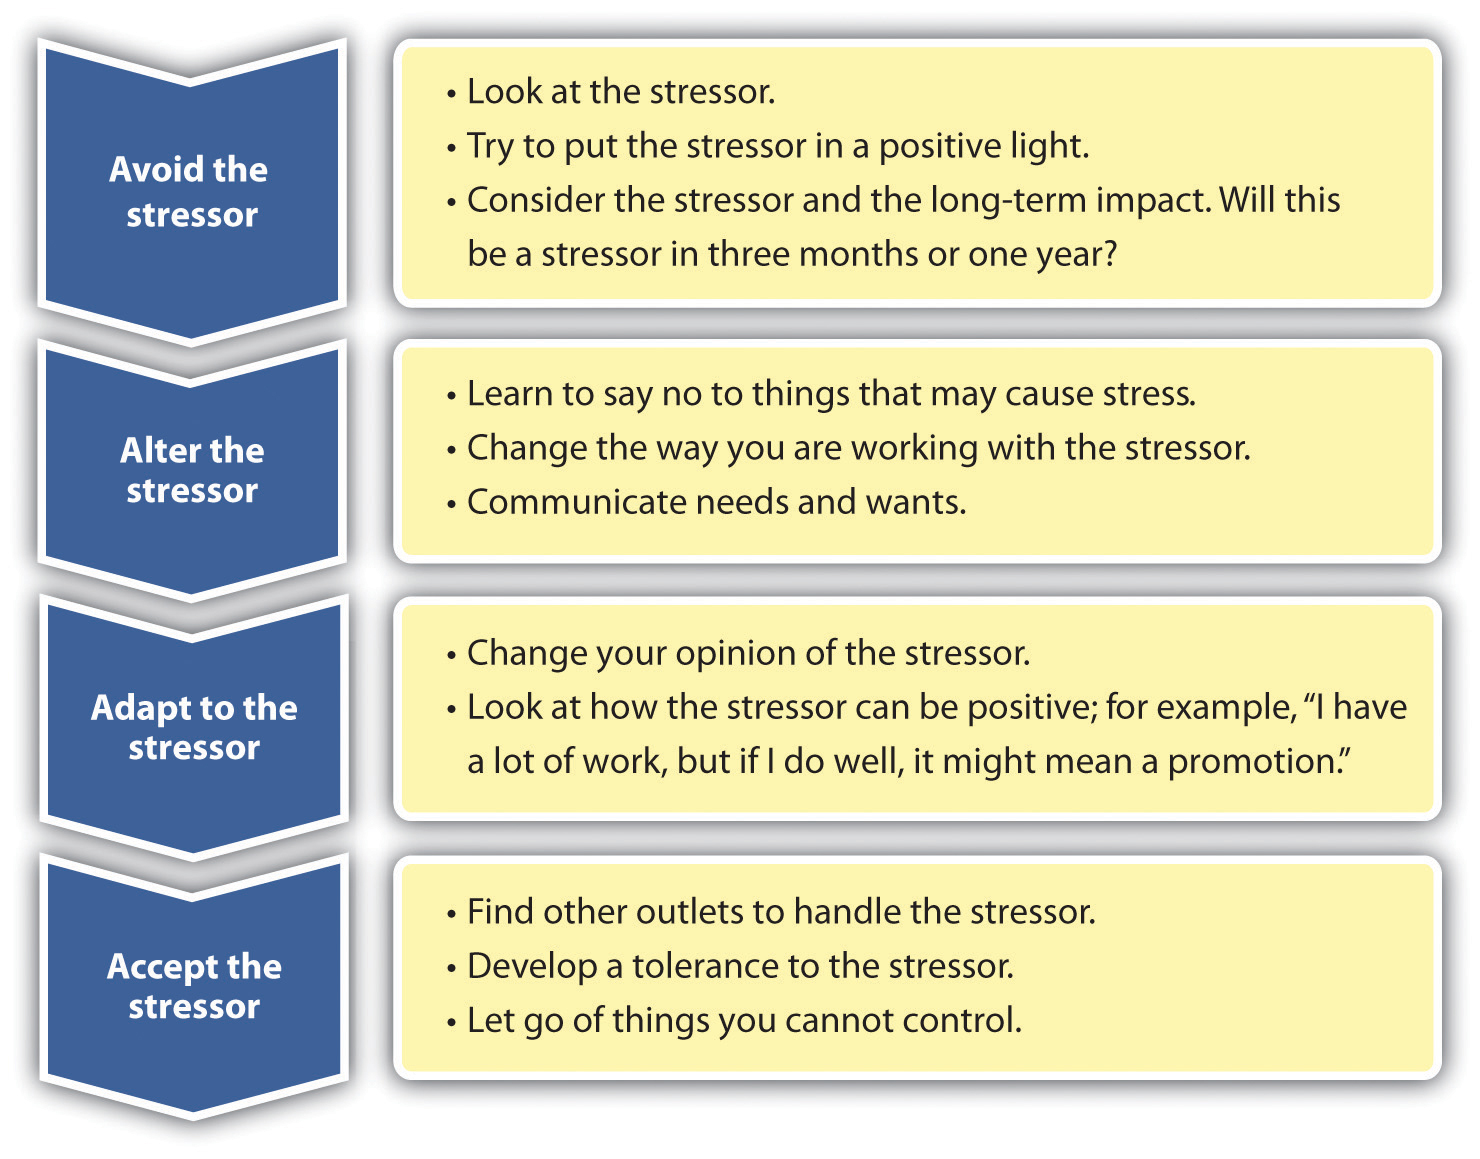 Avoid the
stressor
• Look at the stressor.
• Try to put the stressor in a positive light.
• Consider the stressor and the long-term impact. Will this
be a stressor in three months or one year?
Alter the
stressor
• Learn to say no to things that may cause stress.
• Change the way you are working with the stressor.
• Communicate needs and wants.
Adapt to the
stressor
• Change your opinion of the stressor.
• Look at how the stressor can be positive; for example, “I have
a lot of work, but if I do well, it might mean a promotion.”
Accept the
stressor
• Find other outlets to handle the stressor.
• Develop a tolerance to the stressor.
• Let go of things you cannot control.